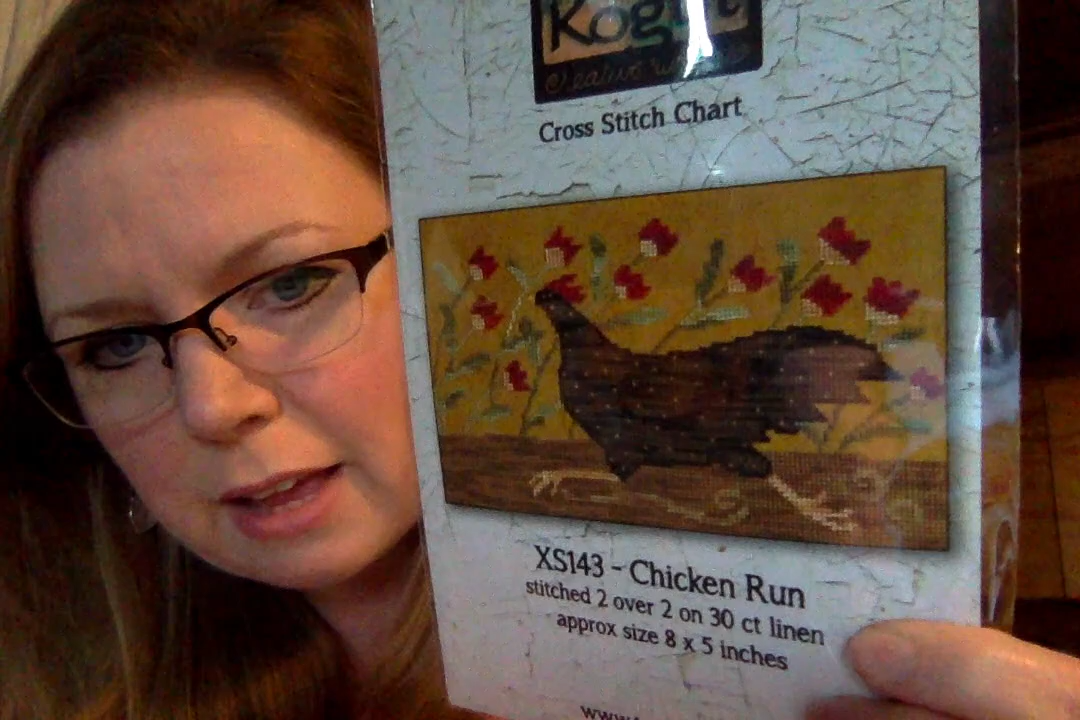 Cross Stitch Chart
XS143 - Chicken Run
stitched 2 over 2 on 30 ct linen
approx size 8 x 5 inches